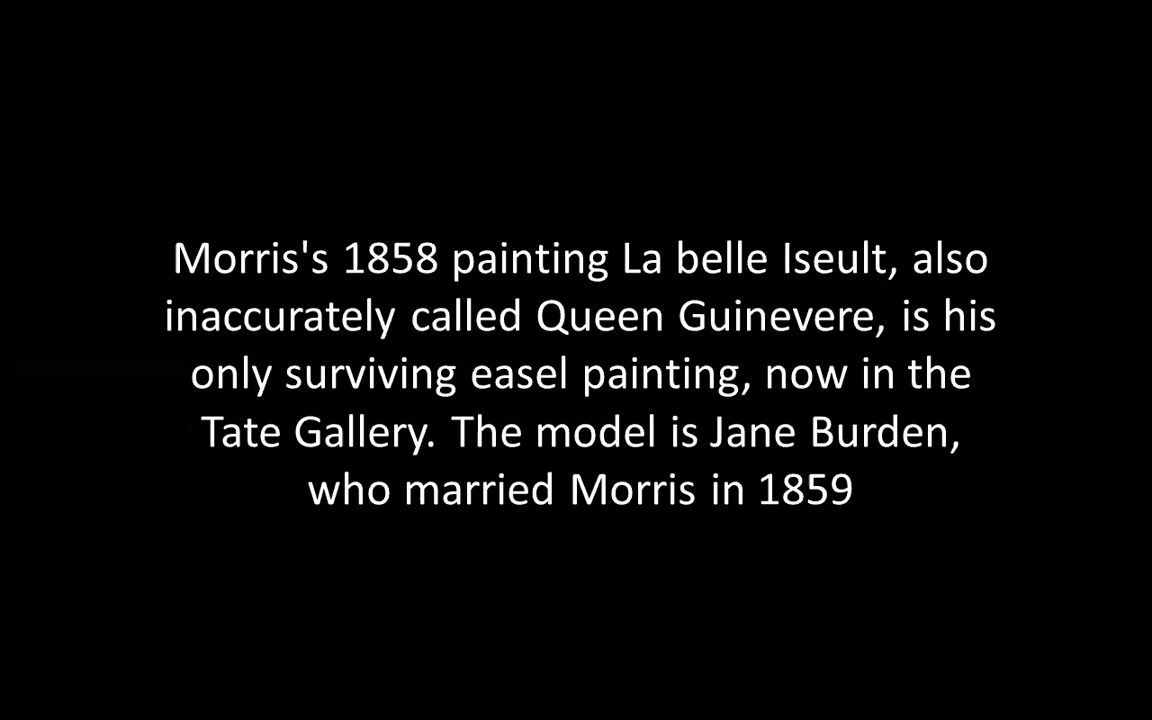 Morris's 1858 painting La belle Iseult, also
inaccurately called Queen Guinevere, is his
only surviving easel painting, now in the
Tate Gallery. The model is Jane Burden,
who married Morris in 1859